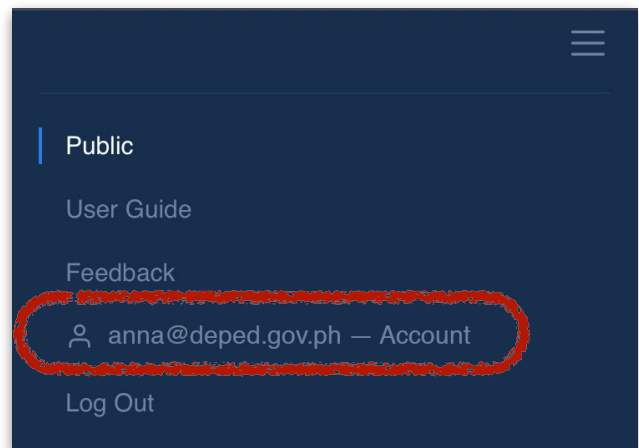 Public
User Guide
Feedback
anna@deped.gov.ph — Account
Log Out